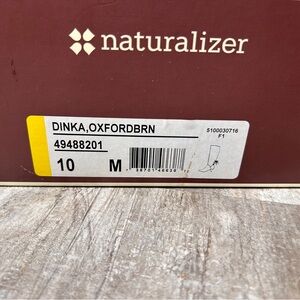 naturalizer
DINKA,OXFORDBRN
49488201
10 M
5100030716
F1